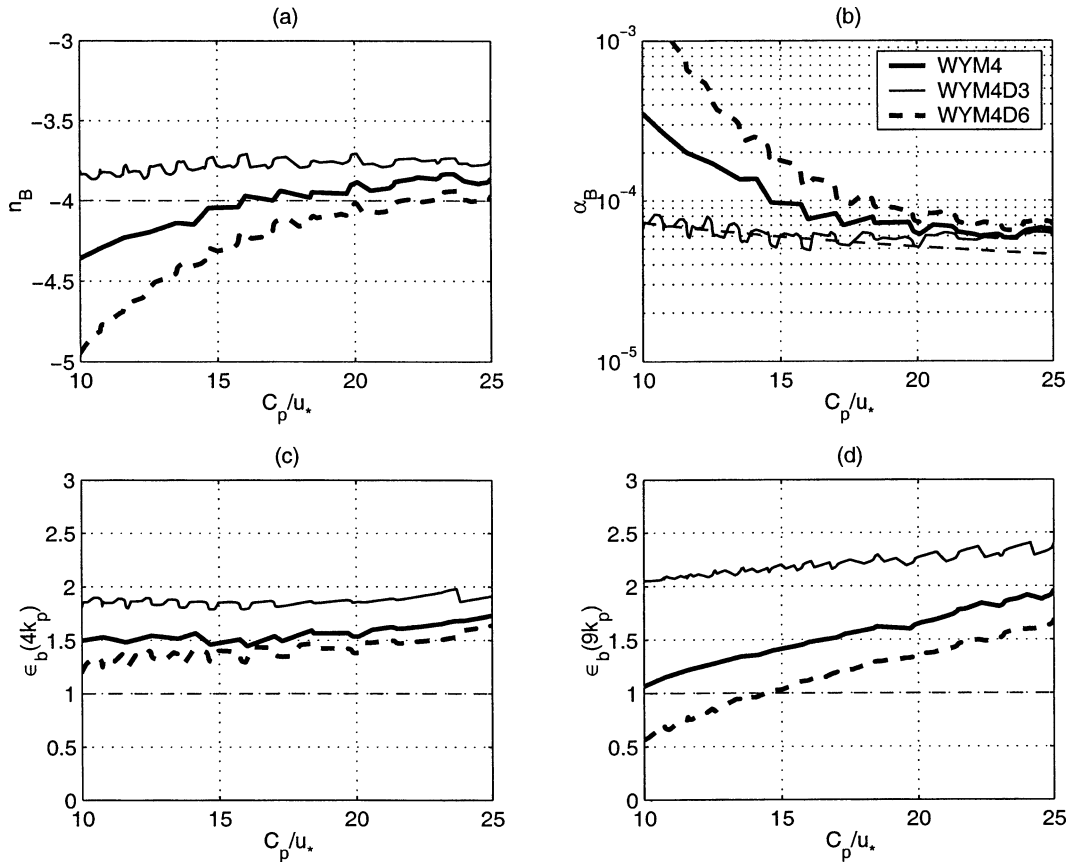 (a)
−3
−3.5
−4
−4.5
−5
n_B
10
15
20
25
C_p/u_*
(b)
10^−3
10^−4
10^−5
α_B
WYM4
WYM4D3
WYM4D6
10
15
20
25
C_p/u_*
(c)
3
2.5
2
1.5
1
0.5
0
ϵ_b(4k_p)
10
15
20
25
C_p/u_*
(d)
3
2.5
2
1.5
1
0.5
0
ϵ_b(9k_p)
10
15
20
25
C_p/u_*